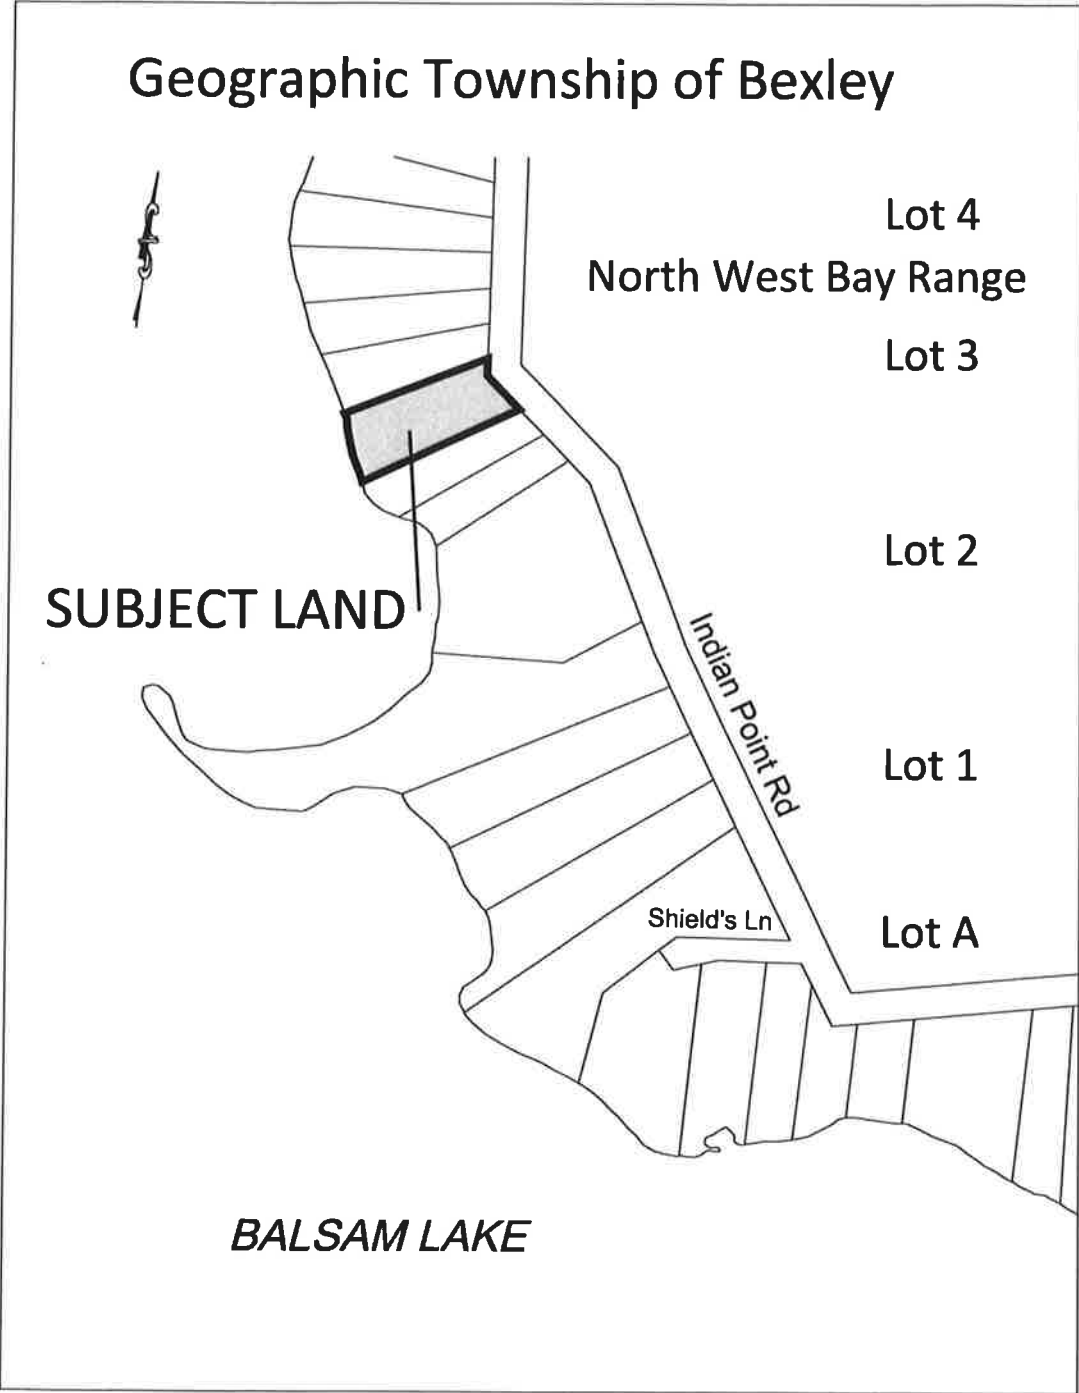 Geographic Township of Bexley
Lot 4
North West Bay Range
Lot 3
Lot 2
SUBJECT LAND
Indian Point Rd
Lot 1
Shield's Ln
Lot A
BALSAM LAKE